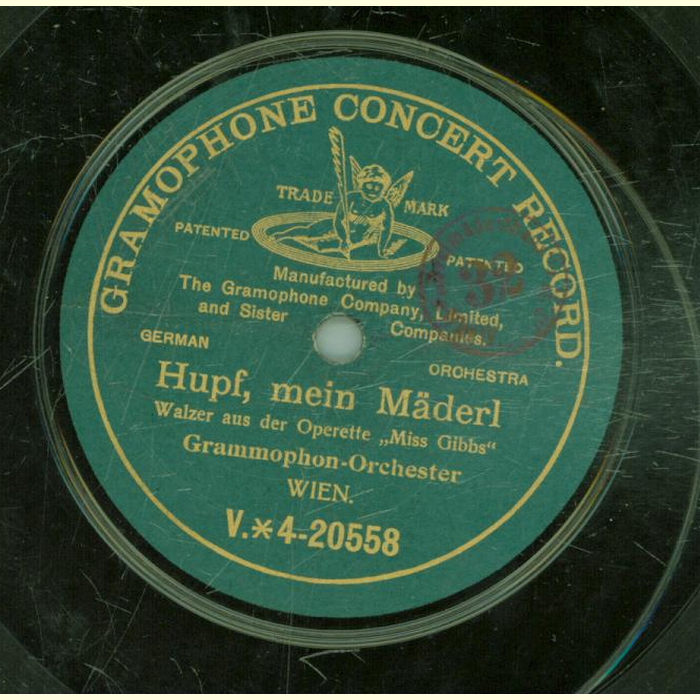 GRAMOPHONE CONCERT RECORD.
TRADE MARK
PATENTED PATENTED
Manufactured by
The Gramophone Company, Limited,
and Sister Companies.
GERMAN ORCHESTRA
Hupf, mein Mäderl
Walzer aus der Operette „Miss Gibbs“
Grammophon-Orchester
WIEN.
V.*4-20558
32